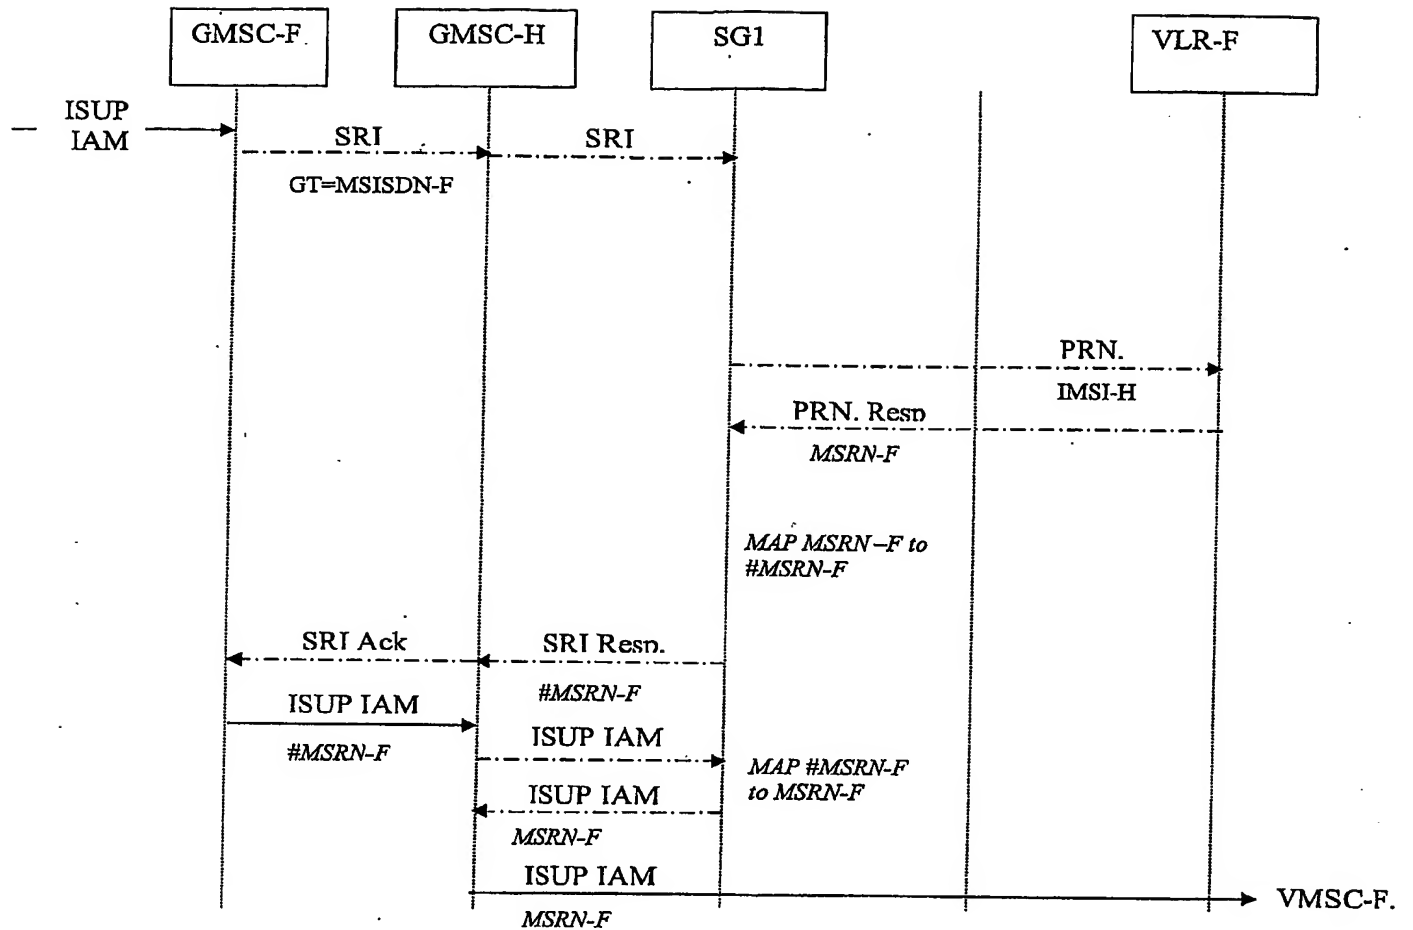 GMSC-F
GMSC-H
SG1
VLR-F
ISUP
IAM
SRI
SRI
GT=MSISDN-F
PRN.
IMSI-H
PRN. Resp
MSRN-F
MAP MSRN–F to
#MSRN-F
SRI Ack
SRI Resp.
#MSRN-F
ISUP IAM
#MSRN-F
ISUP IAM
MAP #MSRN-F
to MSRN-F
ISUP IAM
MSRN-F
ISUP IAM
MSRN-F
VMSC-F.